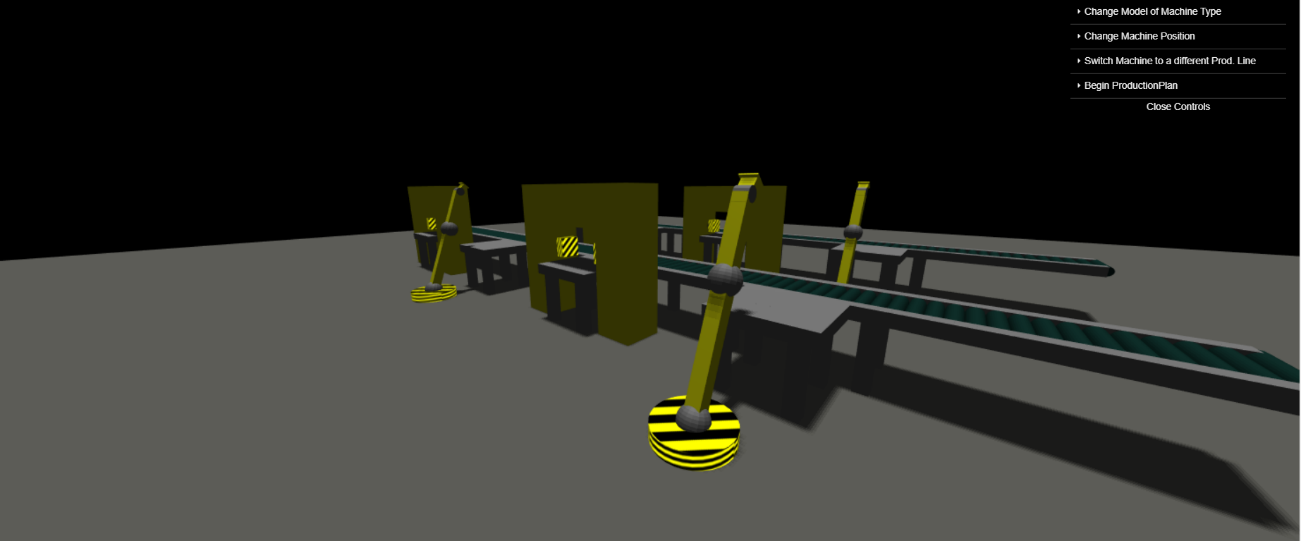 Change Model of Machine Type
Change Machine Position
Switch Machine to a different Prod. Line
Begin ProductionPlan
Close Controls